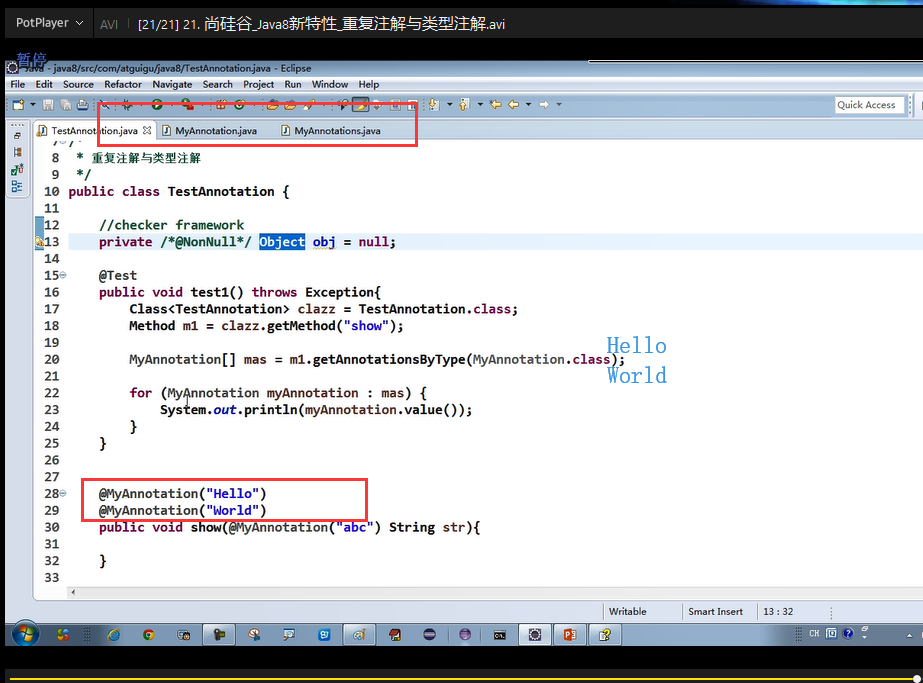 PotPlayer
AVI
[21/21] 21. 尚硅谷_Java8新特性_重复注解与类型注解.avi
暂停
Java - java8/src/com/atguigu/java8/TestAnnotation.java - Eclipse
File Edit Source Refactor Navigate Search Project Run Window Help
Quick Access
TestAnnotation.java MyAnnotation.java MyAnnotations.java
7 /*
8 * 重复注解与类型注解
9 */
10 public class TestAnnotation {
11
12 //checker framework
13 private /*@NonNull*/ Object obj = null;
14
15 @Test
16 public void test1() throws Exception{
17 Class<TestAnnotation> clazz = TestAnnotation.class;
18 Method m1 = clazz.getMethod("show");
19
20 MyAnnotation[] mas = m1.getAnnotationsByType(MyAnnotation.class);
Hello
World
21
22 for (MyAnnotation myAnnotation : mas) {
23 System.out.println(myAnnotation.value());
24 }
25 }
26
27
28 @MyAnnotation("Hello")
29 @MyAnnotation("World")
30 public void show(@MyAnnotation("abc") String str){
31
32 }
33
Writable Smart Insert 13 : 32
CH